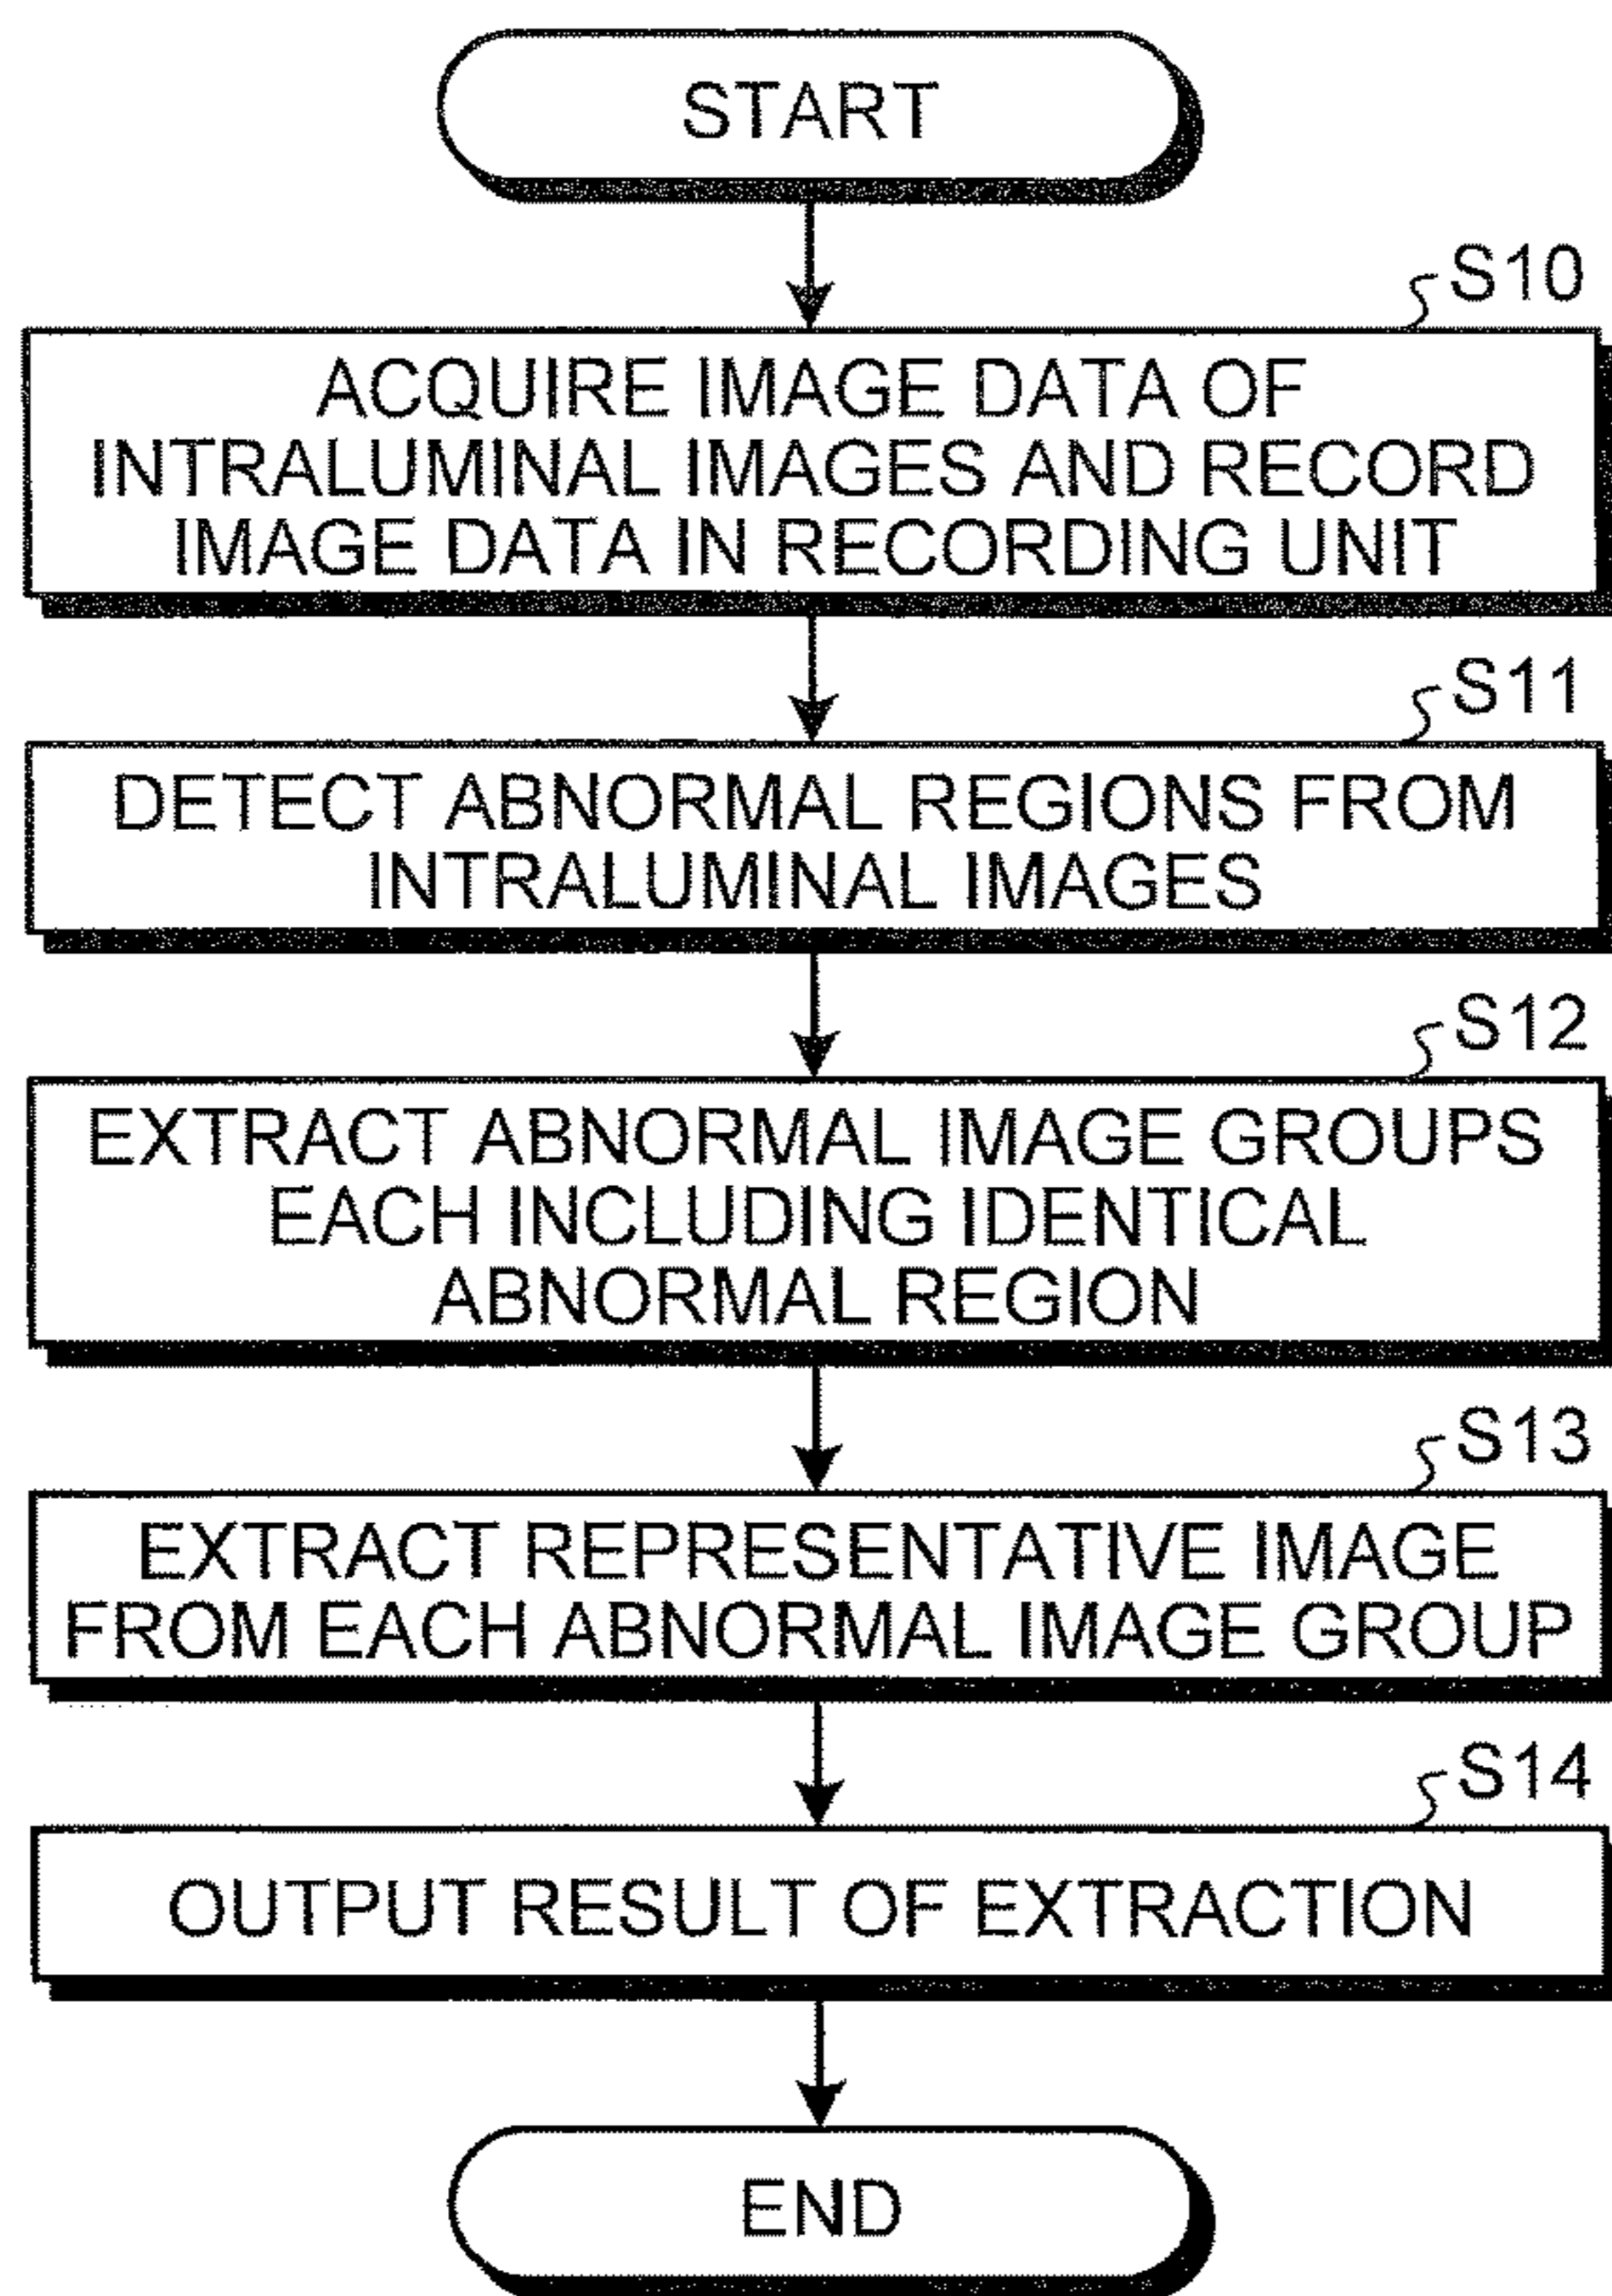 START
S10
ACQUIRE IMAGE DATA OF
INTRALUMINAL IMAGES AND RECORD
IMAGE DATA IN RECORDING UNIT
S11
DETECT ABNORMAL REGIONS FROM
INTRALUMINAL IMAGES
S12
EXTRACT ABNORMAL IMAGE GROUPS
EACH INCLUDING IDENTICAL
ABNORMAL REGION
S13
EXTRACT REPRESENTATIVE IMAGE
FROM EACH ABNORMAL IMAGE GROUP
S14
OUTPUT RESULT OF EXTRACTION
END